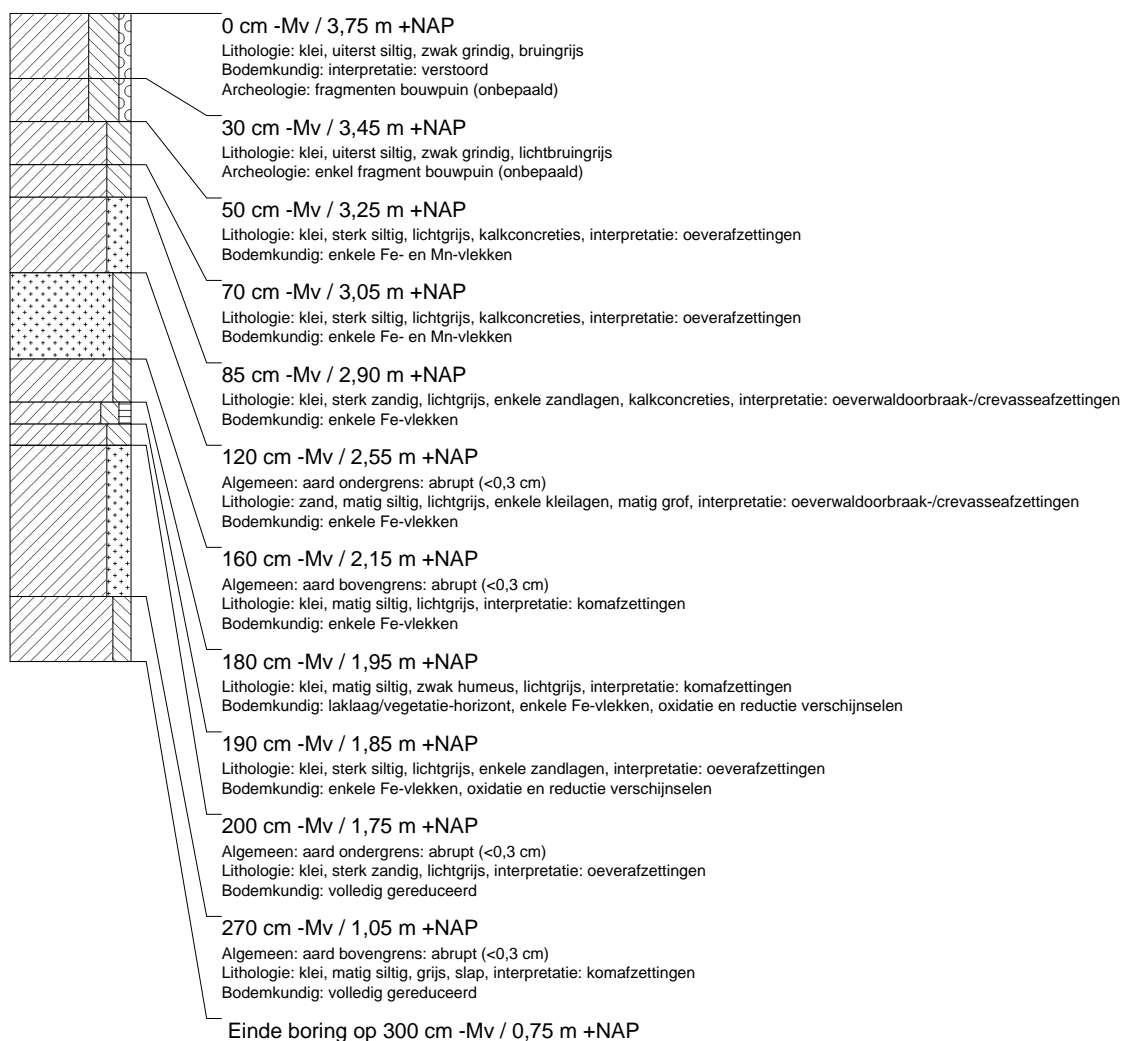 0 cm -Mv / 3,75 m +NAP
Lithologie: klei, uiterst siltig, zwak grindig, bruingrijs
Bodemkundig: interpretatie: verstoord
Archeologie: fragmenten bouwpuin (onbepaald)
30 cm -Mv / 3,45 m +NAP
Lithologie: klei, uiterst siltig, zwak grindig, lichtbruingrijs
Archeologie: enkel fragment bouwpuin (onbepaald)
50 cm -Mv / 3,25 m +NAP
Lithologie: klei, sterk siltig, lichtgrijs, kalkconcreties, interpretatie: oeverafzettingen
Bodemkundig: enkele Fe- en Mn-vlekken
70 cm -Mv / 3,05 m +NAP
Lithologie: klei, sterk siltig, lichtgrijs, kalkconcreties, interpretatie: oeverafzettingen
Bodemkundig: enkele Fe- en Mn-vlekken
85 cm -Mv / 2,90 m +NAP
Lithologie: klei, sterk zandig, lichtgrijs, enkele zandlagen, kalkconcreties, interpretatie: oeverwaldoorbraak-/crevasseafzettingen
Bodemkundig: enkele Fe-vlekken
120 cm -Mv / 2,55 m +NAP
Algemeen: aard ondergrens: abrupt (<0,3 cm)
Lithologie: zand, matig siltig, lichtgrijs, enkele kleilagen, matig grof, interpretatie: oeverwaldoorbraak-/crevasseafzettingen
Bodemkundig: enkele Fe-vlekken
160 cm -Mv / 2,15 m +NAP
Algemeen: aard bovengrens: abrupt (<0,3 cm)
Lithologie: klei, matig siltig, lichtgrijs, interpretatie: komafzettingen
Bodemkundig: enkele Fe-vlekken
180 cm -Mv / 1,95 m +NAP
Lithologie: klei, matig siltig, zwak humeus, lichtgrijs, interpretatie: komafzettingen
Bodemkundig: laklaag/vegetatie-horizont, enkele Fe-vlekken, oxidatie en reductie verschijnselen
190 cm -Mv / 1,85 m +NAP
Lithologie: klei, sterk siltig, lichtgrijs, enkele zandlagen, interpretatie: oeverafzettingen
Bodemkundig: enkele Fe-vlekken, oxidatie en reductie verschijnselen
200 cm -Mv / 1,75 m +NAP
Algemeen: aard ondergrens: abrupt (<0,3 cm)
Lithologie: klei, sterk zandig, lichtgrijs, interpretatie: oeverafzettingen
Bodemkundig: volledig gereduceerd
270 cm -Mv / 1,05 m +NAP
Algemeen: aard bovengrens: abrupt (<0,3 cm)
Lithologie: klei, matig siltig, grijs, slap, interpretatie: komafzettingen
Bodemkundig: volledig gereduceerd
Einde boring op 300 cm -Mv / 0,75 m +NAP